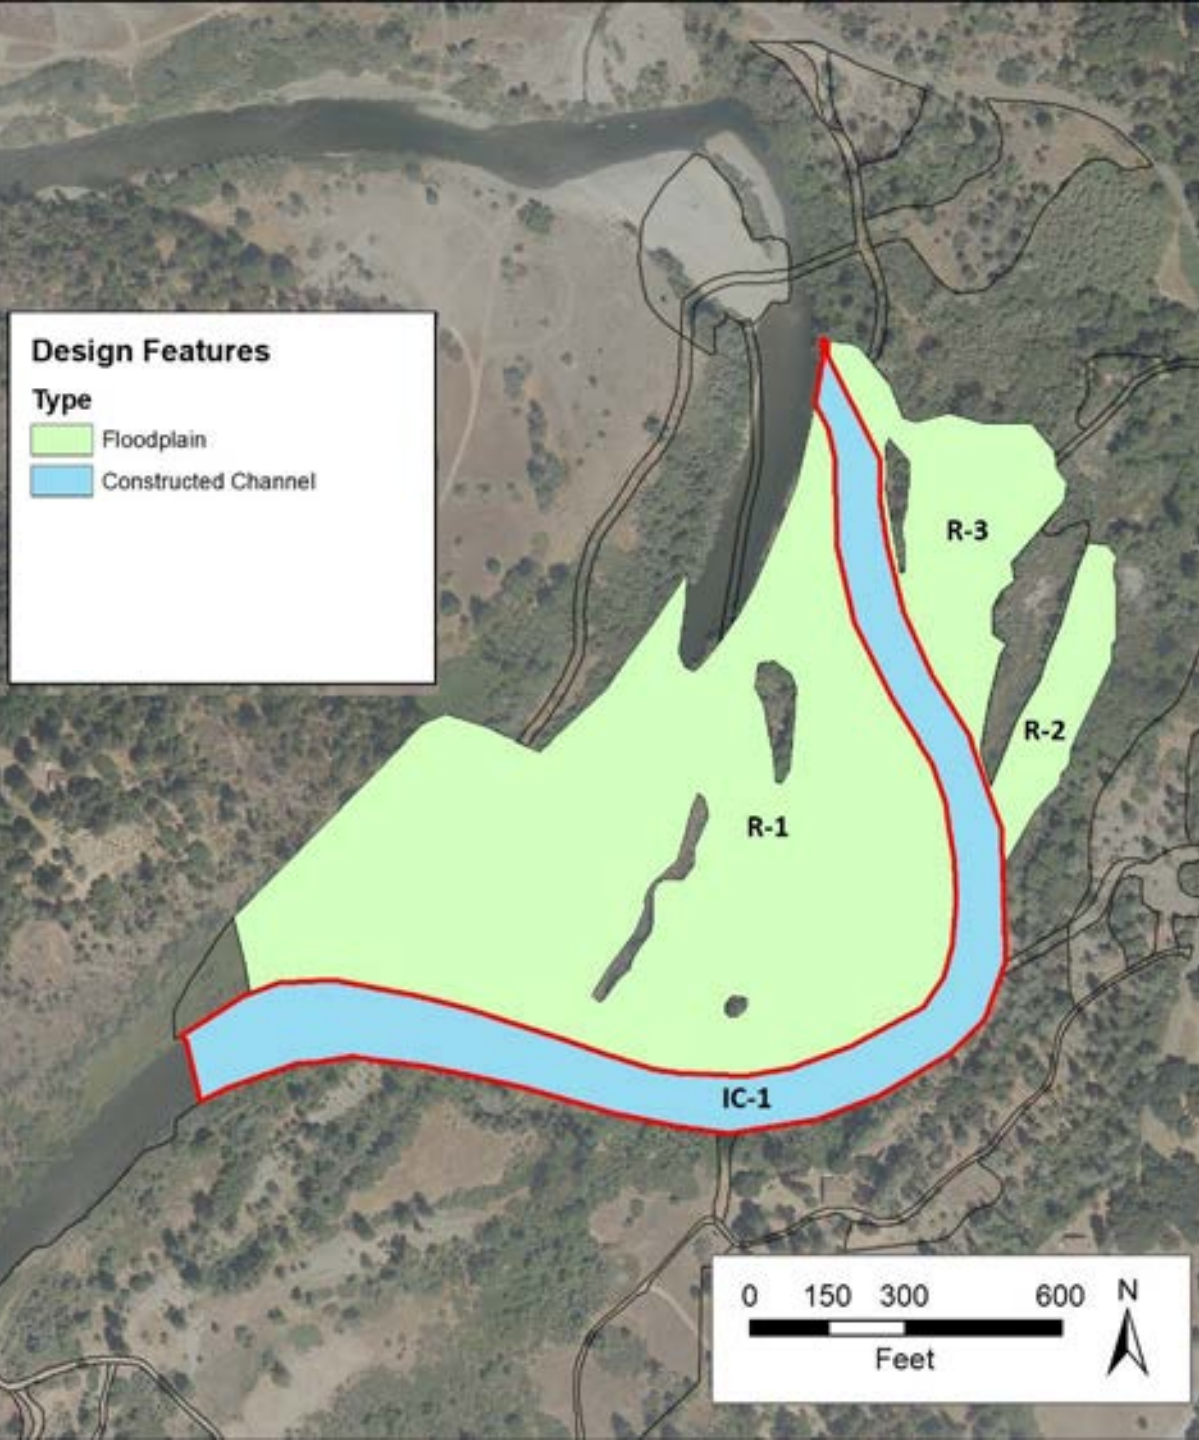 Design Features
Type
Floodplain
Constructed Channel
R-3
R-2
R-1
IC-1
0 150 300 600
Feet
N